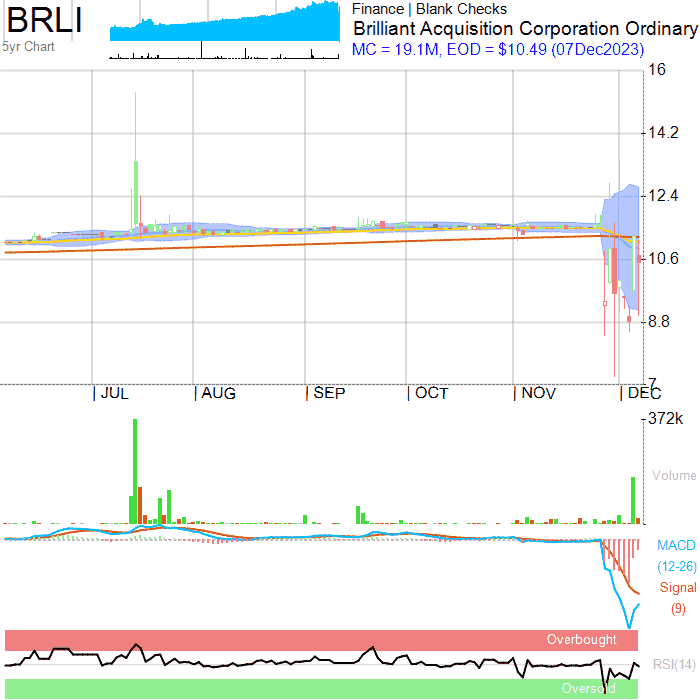 BRLI
5yr Chart
Finance | Blank Checks
Brilliant Acquisition Corporation Ordinary
MC = 19.1M, EOD = $10.49 (07Dec2023)
16
14.2
12.4
10.6
8.8
7
JUL AUG SEP OCT NOV DEC
372k
Volume
MACD
(12-26)
Signal
(9)
Overbought
RSI(14)
Oversold